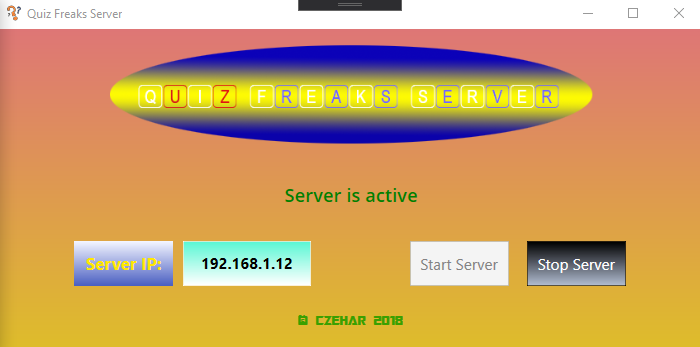 Quiz Freaks Server
QUIZ FREAKS SERVER
Server is active
Server IP: 192.168.1.12 Start Server Stop Server
© CZEHAR 2018